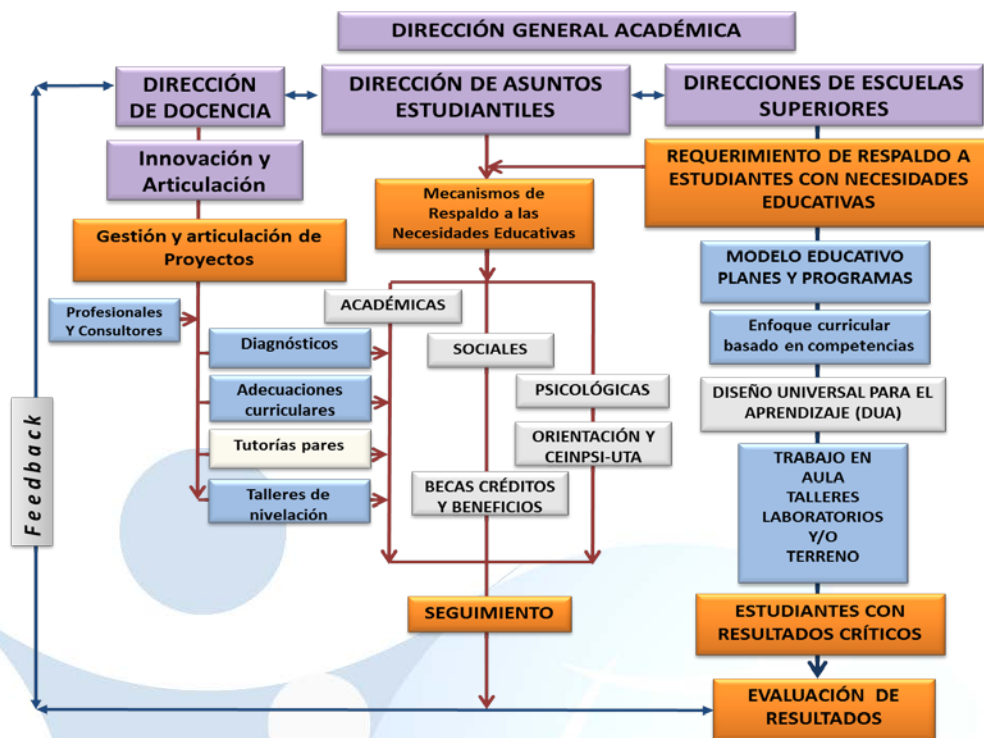 DIRECCIÓN GENERAL ACADÉMICA
DIRECCIÓN
DE DOCENCIA
DIRECCIÓN DE ASUNTOS
ESTUDIANTILES
DIRECCIONES DE ESCUELAS
SUPERIORES
Innovación y
Articulación
REQUERIMIENTO DE RESPALDO A
ESTUDIANTES CON NECESIDADES
EDUCATIVAS
Mecanismos de
Respaldo a las
Necesidades Educativas
Gestión y articulación de
Proyectos
MODELO EDUCATIVO
PLANES Y PROGRAMAS
Profesionales
Y Consultores
ACADÉMICAS
Enfoque curricular
basado en competencias
Diagnósticos
SOCIALES
Adecuaciones
curriculares
PSICOLÓGICAS
DISEÑO UNIVERSAL PARA EL
APRENDIZAJE (DUA)
Tutorías pares
ORIENTACIÓN Y
CEINPSI-UTA
Talleres de
nivelación
BECAS CRÉDITOS
Y BENEFICIOS
TRABAJO EN
AULA
TALLERES
LABORATORIOS
Y/O
TERRENO
Feedback
SEGUIMIENTO
ESTUDIANTES CON
RESULTADOS CRÍTICOS
EVALUACIÓN DE
RESULTADOS